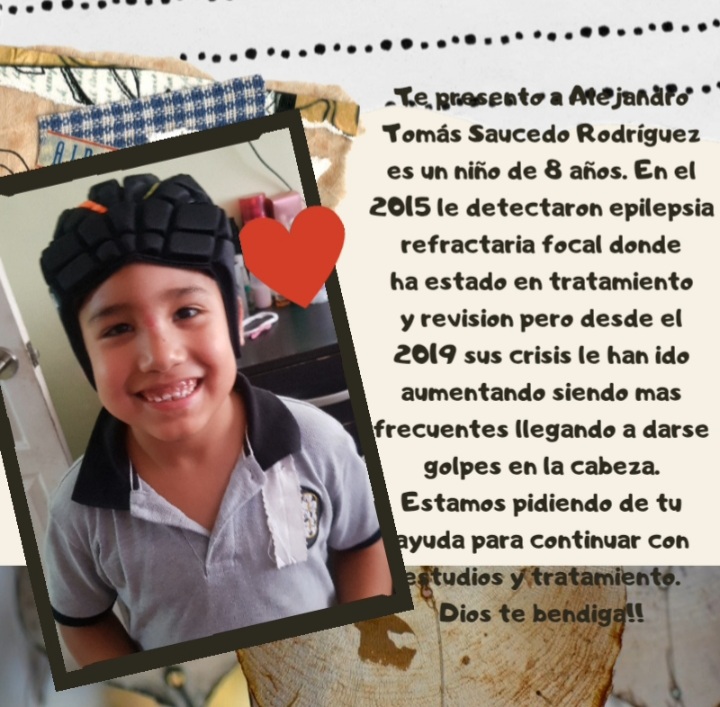 Te presento a Alejandro
Tomás Saucedo Rodríguez
es un niño de 8 años. En el
2015 le detectaron epilepsia
refractaria focal donde
ha estado en tratamiento
y revision pero desde el
2019 sus crisis le han ido
aumentando siendo mas
frecuentes llegando a darse
golpes en la cabeza.
Estamos pidiendo de tu
ayuda para continuar con
estudios y tratamiento.
Dios te bendiga!!